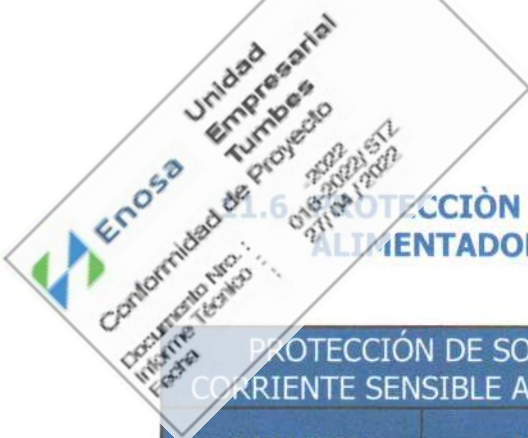 Enosa
Unidad
Empresarial
Tumbes
Conformidad de Proyecto
Documento Nro. : -2022
Informe Técnico : 016-2022/ STZ
Fecha : 27/ 04 / 2022
11.6. PROTECCIÒN
ALIMENTADO
PROTECCIÓN DE SO
CORRIENTE SENSIBLE A